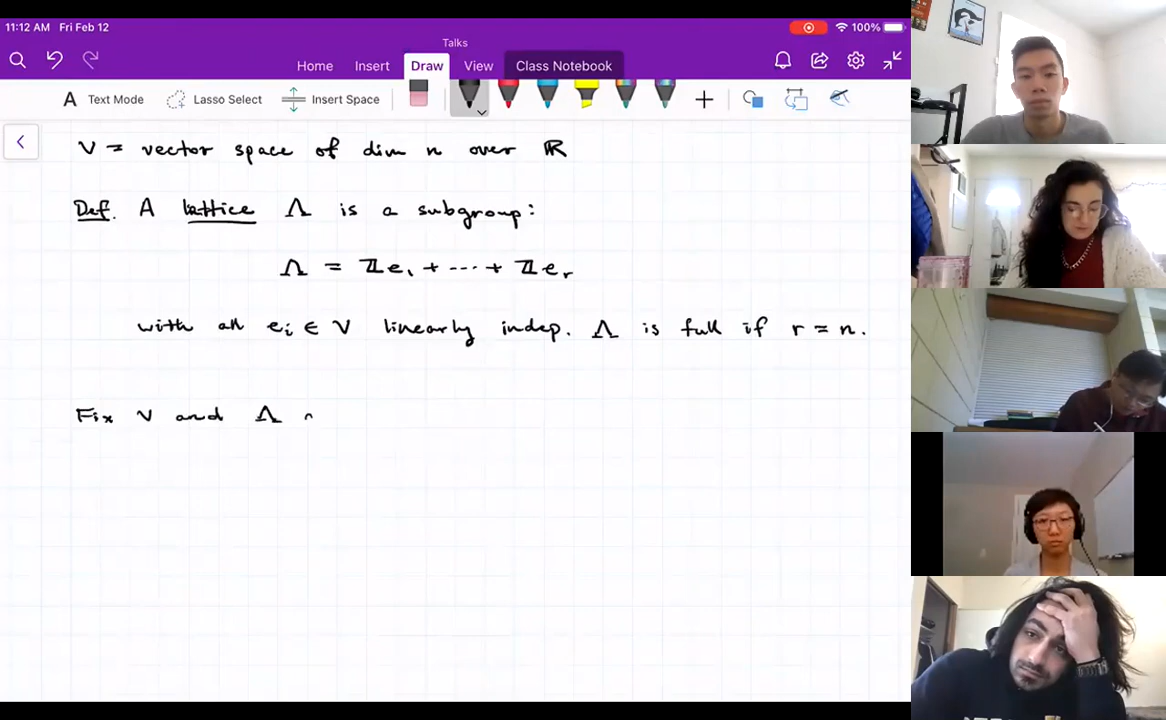 11:12 AM Fri Feb 12
100%
Talks
Home Insert Draw View Class Notebook
Text Mode Lasso Select Insert Space
V = vector space of dim n over ℝ
Def. A lattice Λ is a subgroup:
Λ = ℤe₁ + ... + ℤeᵣ
with all eᵢ ∈ V linearly indep. Λ is full if r = n.
Fix V and Λ